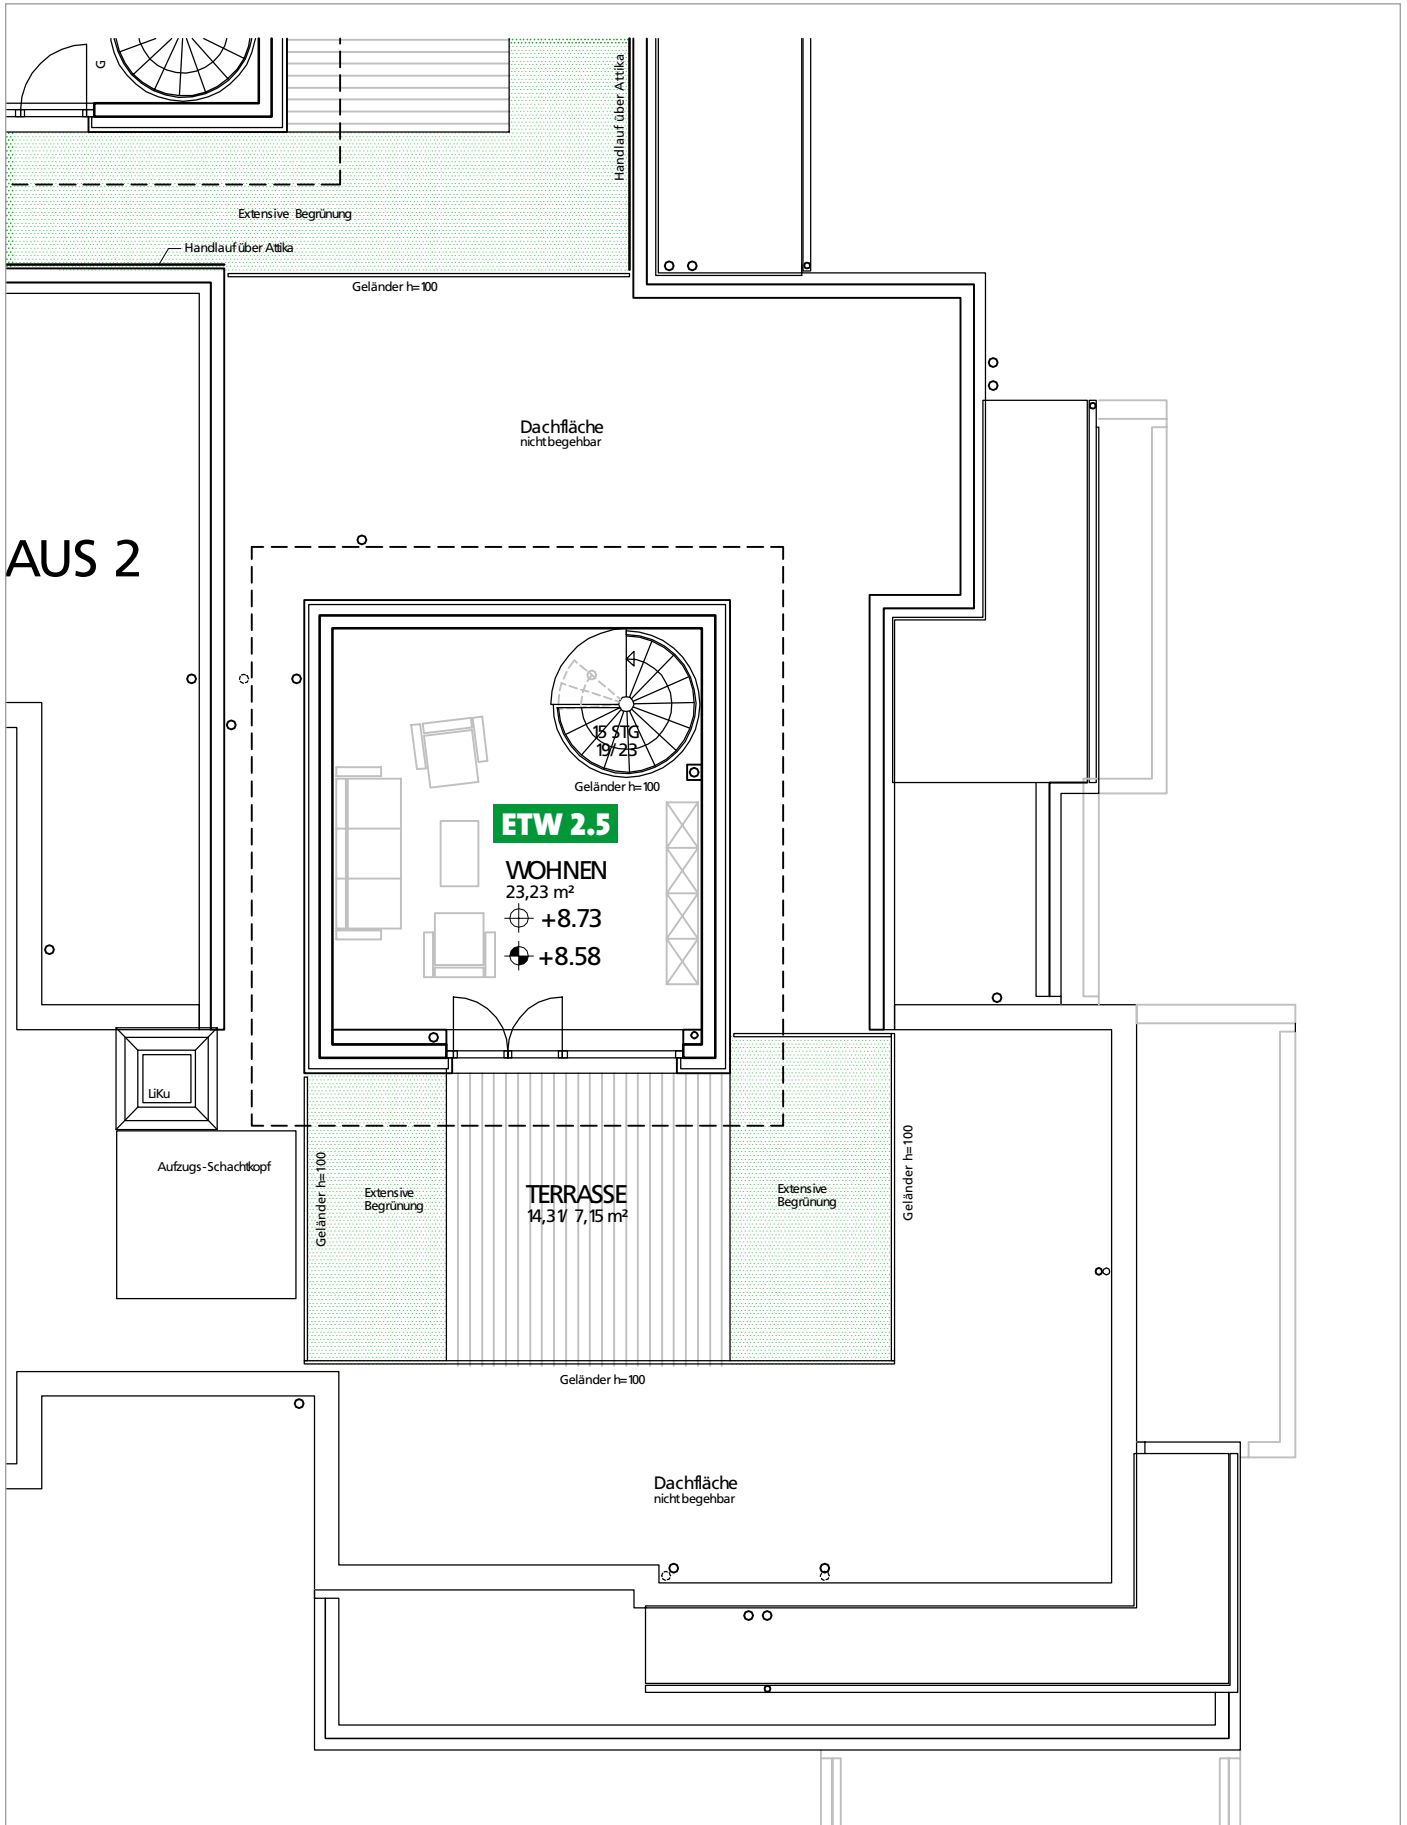 G
Handlauf über Attika
Extensive Begrünung
Handlauf über Attika
Geländer h=100
Dachfläche
nicht begehbar
AUS 2
15 STG
19/23
Geländer h=100
ETW 2.5
WOHNEN
23,23 m²
+8.73
+8.58
LiKu
Aufzugs-Schachtkopf
Geländer h=100
Extensive
Begrünung
TERRASSE
14,31/ 7,15 m²
Extensive
Begrünung
Geländer h=100
Geländer h=100
Dachfläche
nicht begehbar